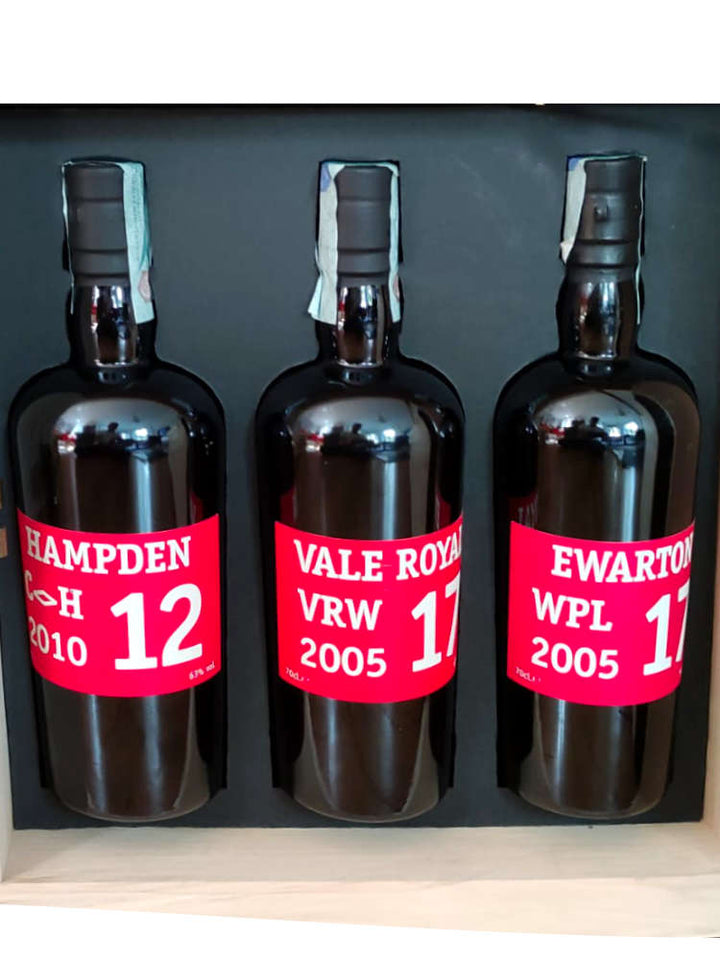 HAMPDEN
C<>H
2010
12
63% vol
VALE ROYAL
VRW
2005
17
70cl.e
EWARTON
WPL
2005
17
70cl.e